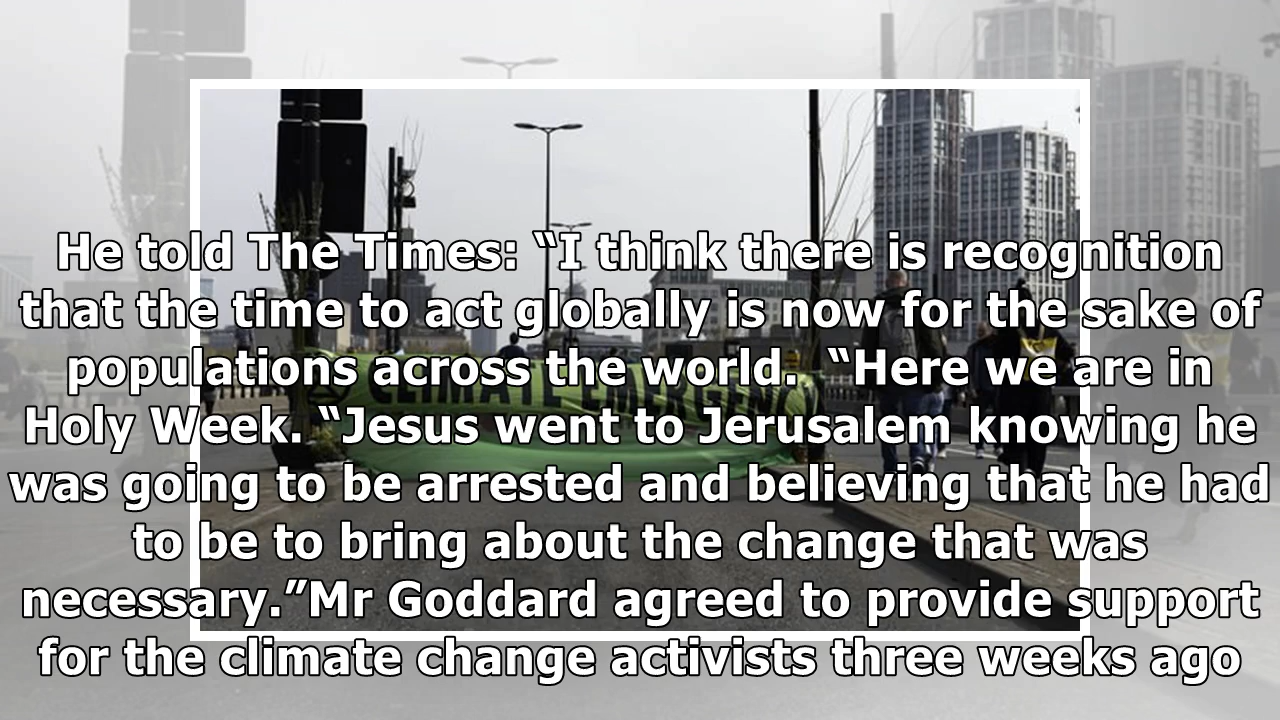 He told The Times: “I think there is recognition
that the time to act globally is now for the sake of
populations across the world.  “Here we are in
Holy Week. “Jesus went to Jerusalem knowing he
was going to be arrested and believing that he had
to be to bring about the change that was
necessary.”Mr Goddard agreed to provide support
for the climate change activists three weeks ago
CLIMATE EMERGENCY